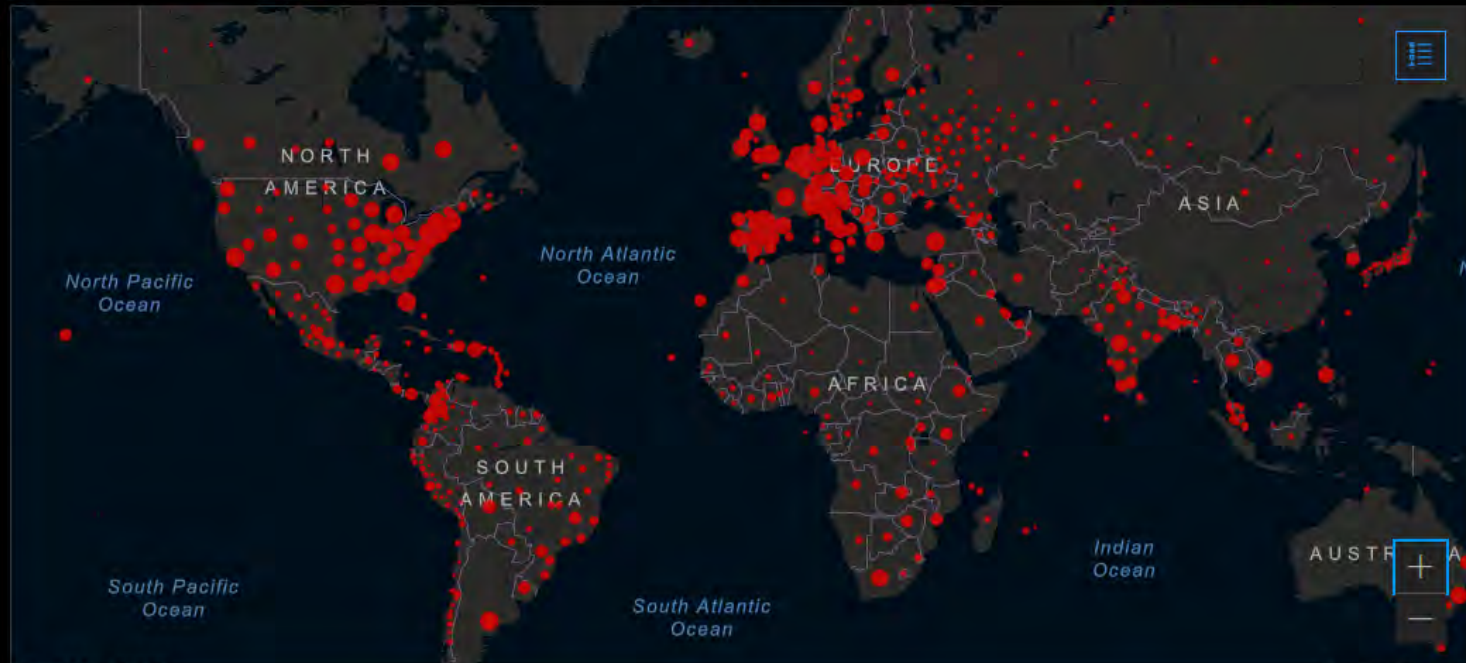 NORTH
AMERICA
EUROPE
ASIA
North Atlantic
Ocean
North Pacific
Ocean
AFRICA
SOUTH
AMERICA
Indian
Ocean
South Pacific
Ocean
South Atlantic
Ocean
+
−